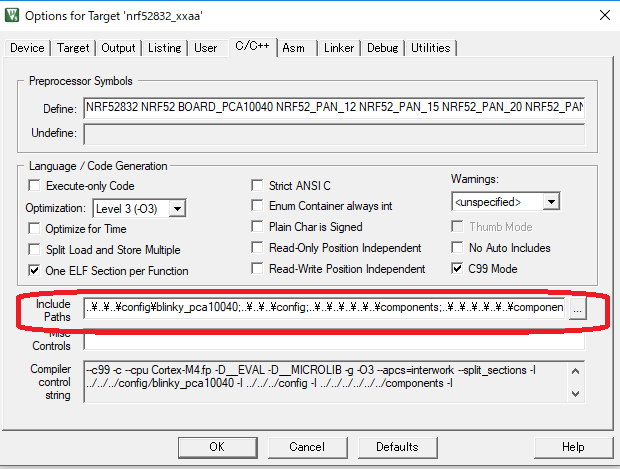 Options for Target 'nrf52832_xxaa'
Device Target Output Listing User C/C++ Asm Linker Debug Utilities
Preprocessor Symbols
Define: NRF52832 NRF52 BOARD_PCA10040 NRF52_PAN_12 NRF52_PAN_15 NRF52_PAN_20 NRF52_PAN
Undefine:
Language / Code Generation
Execute-only Code
Strict ANSI C
Warnings:
Optimization: Level 3 (-O3)
Enum Container always int
<unspecified>
Optimize for Time
Plain Char is Signed
Thumb Mode
Split Load and Store Multiple
Read-Only Position Independent
No Auto Includes
One ELF Section per Function
Read-Write Position Independent
C99 Mode
Include Paths
..¥..¥..¥config¥blinky_pca10040;..¥..¥..¥config;..¥..¥..¥..¥..¥..¥components;..¥..¥..¥..¥..¥..¥componen
...
Misc Controls
Compiler control string
--c99 -c --cpu Cortex-M4.fp -D__EVAL -D__MICROLIB -g -O3 --apcs=interwork --split_sections -I
../../../config/blinky_pca10040 -I ../../../config -I ../../../../../../components -I
OK Cancel Defaults Help